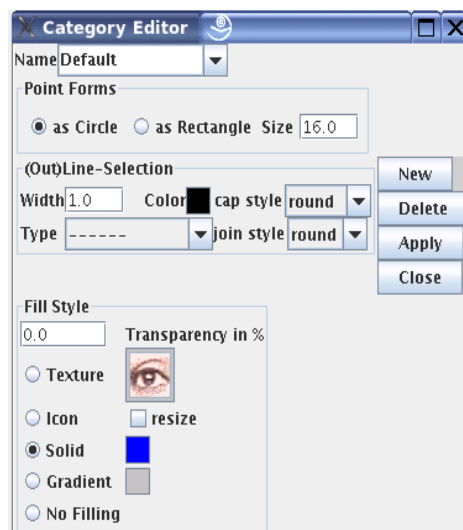 Category Editor
Name Default
Point Forms
as Circle as Rectangle Size 16.0
(Out)Line-Selection
Width 1.0 Color cap style round
Type ------ join style round
New
Delete
Apply
Close
Fill Style
0.0 Transparency in %
Texture
Icon resize
Solid
Gradient
No Filling